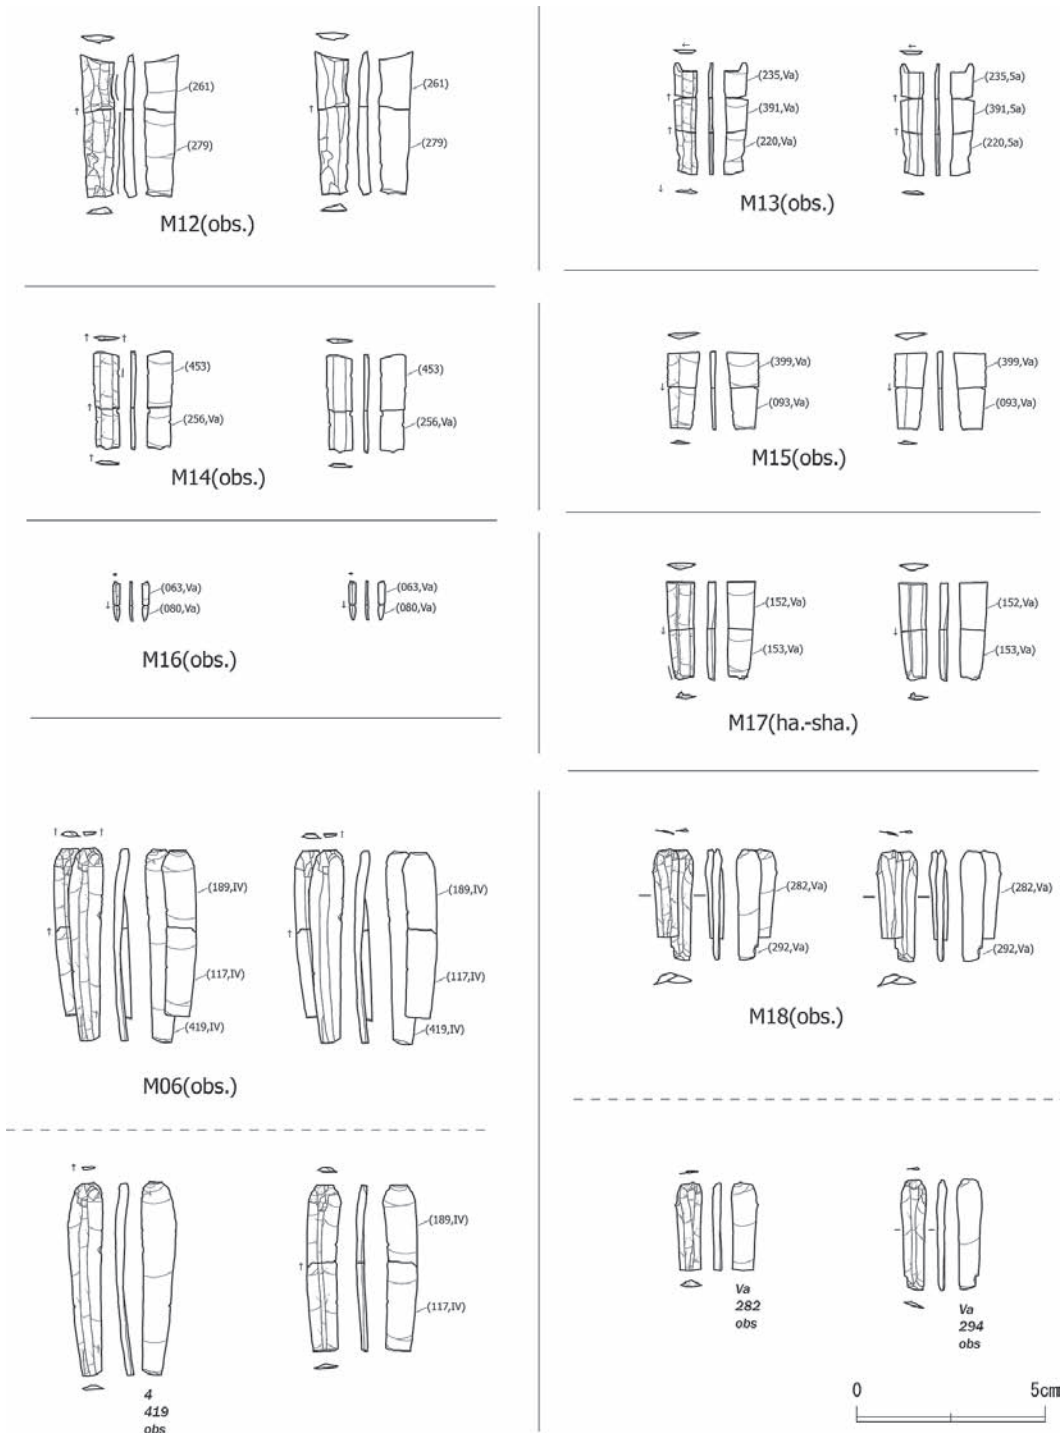 (261)
(279)
(261)
(279)
M12(obs.)
(235,Va)
(391,Va)
(220,Va)
(235,5a)
(391,5a)
(220,5a)
M13(obs.)
(453)
(256,Va)
(453)
(256,Va)
M14(obs.)
(399,Va)
(093,Va)
(399,Va)
(093,Va)
M15(obs.)
(063,Va)
(080,Va)
(063,Va)
(080,Va)
M16(obs.)
(152,Va)
(153,Va)
(152,Va)
(153,Va)
M17(ha.-sha.)
(189,IV)
(117,IV)
(419,IV)
(189,IV)
(117,IV)
(419,IV)
M06(obs.)
(282,Va)
(292,Va)
(282,Va)
(292,Va)
M18(obs.)
4
419
obs
(189,IV)
(117,IV)
Va
282
obs
Va
294
obs
0 5cm